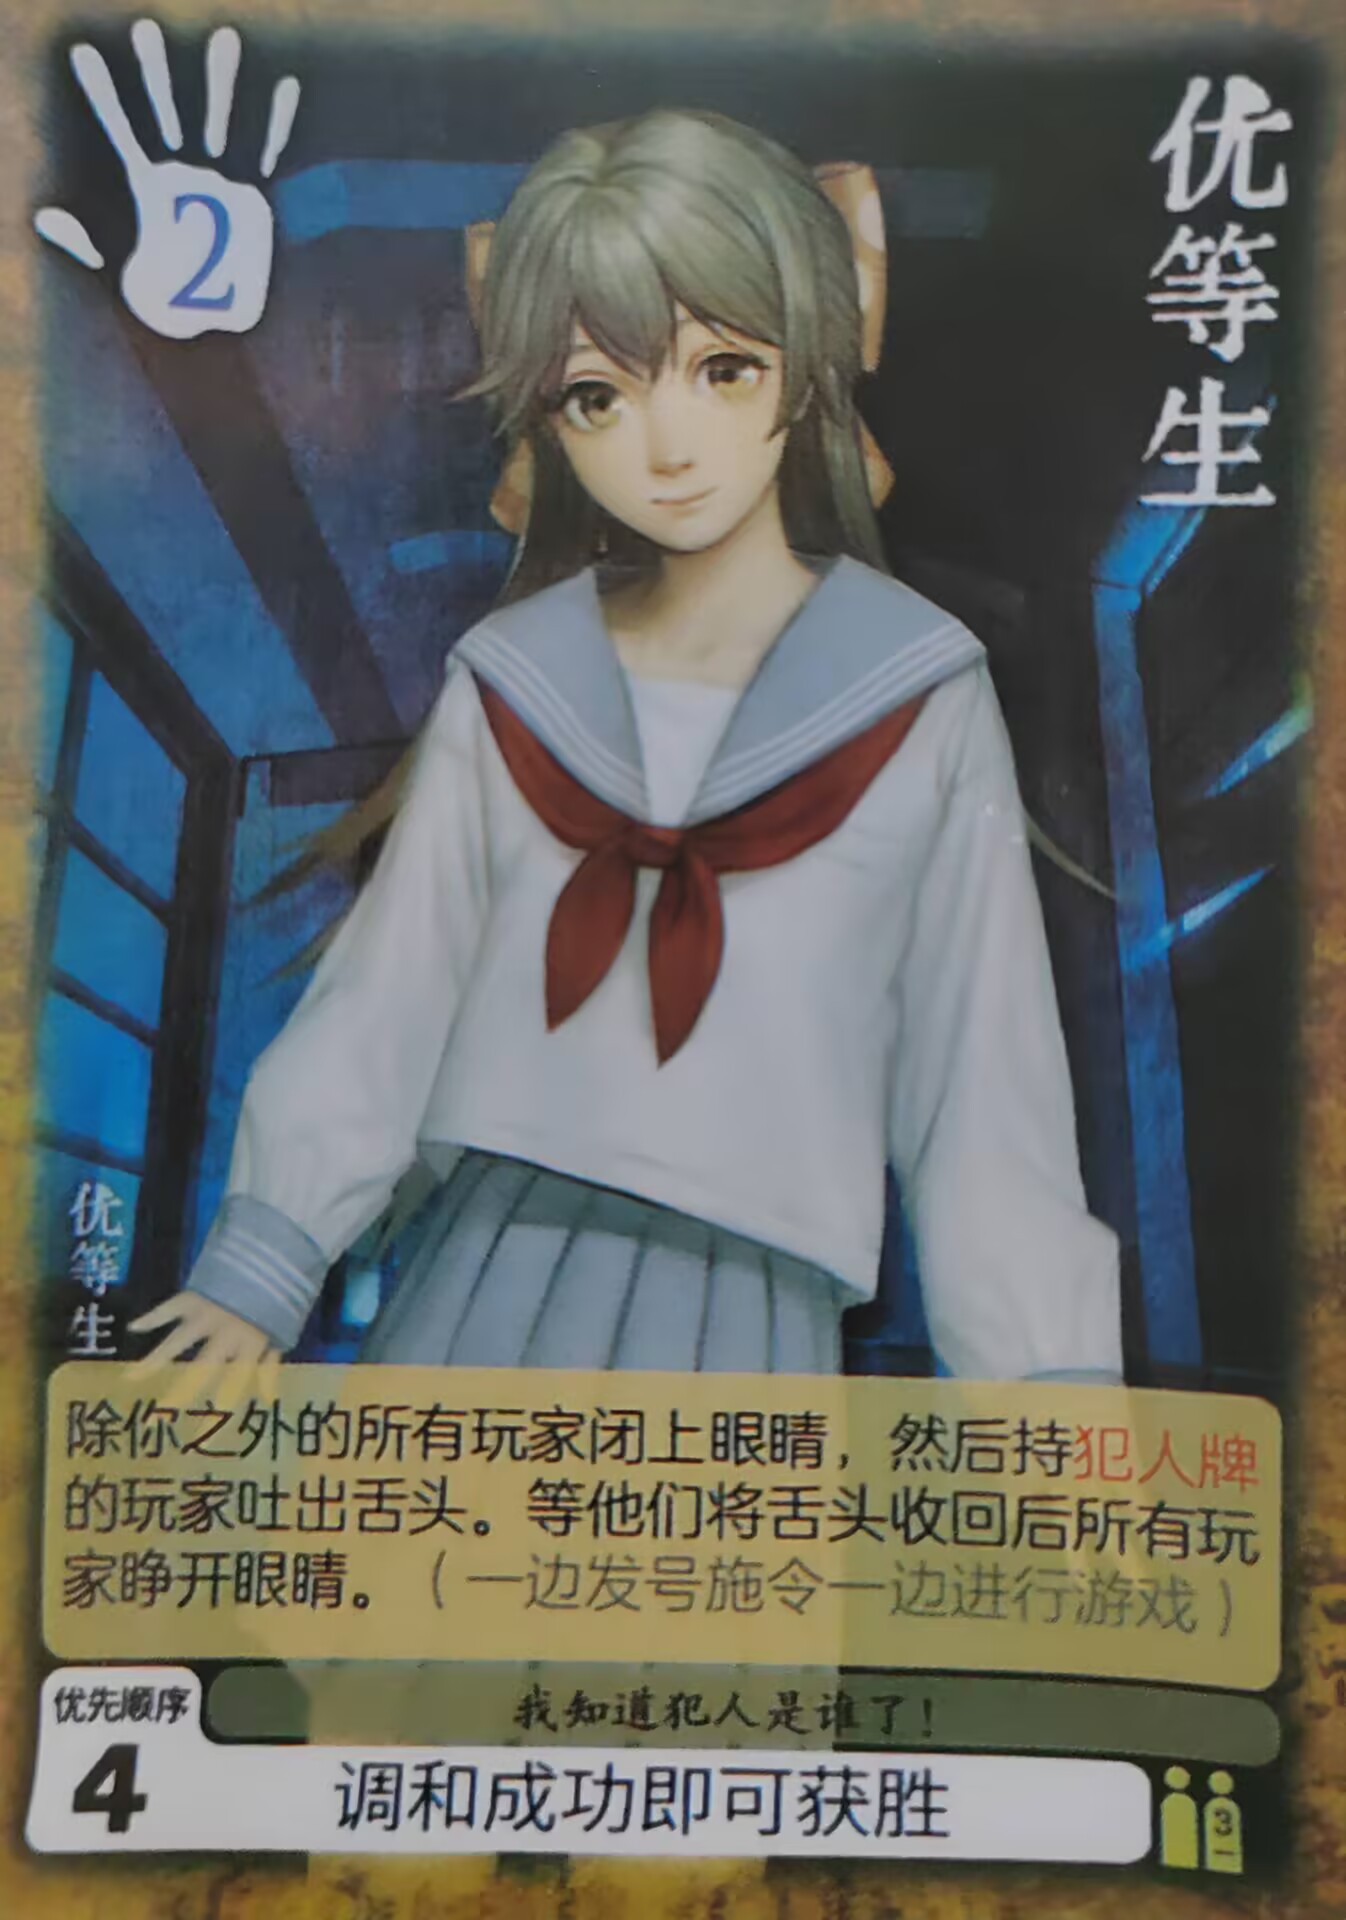 2
优等生
优等生
除你之外的所有玩家闭上眼睛，然后持犯人牌
的玩家吐出舌头。等他们将舌头收回后所有玩
家睁开眼睛。（一边发号施令一边进行游戏）
优先顺序
我知道犯人是谁了！
4
调和成功即可获胜
3